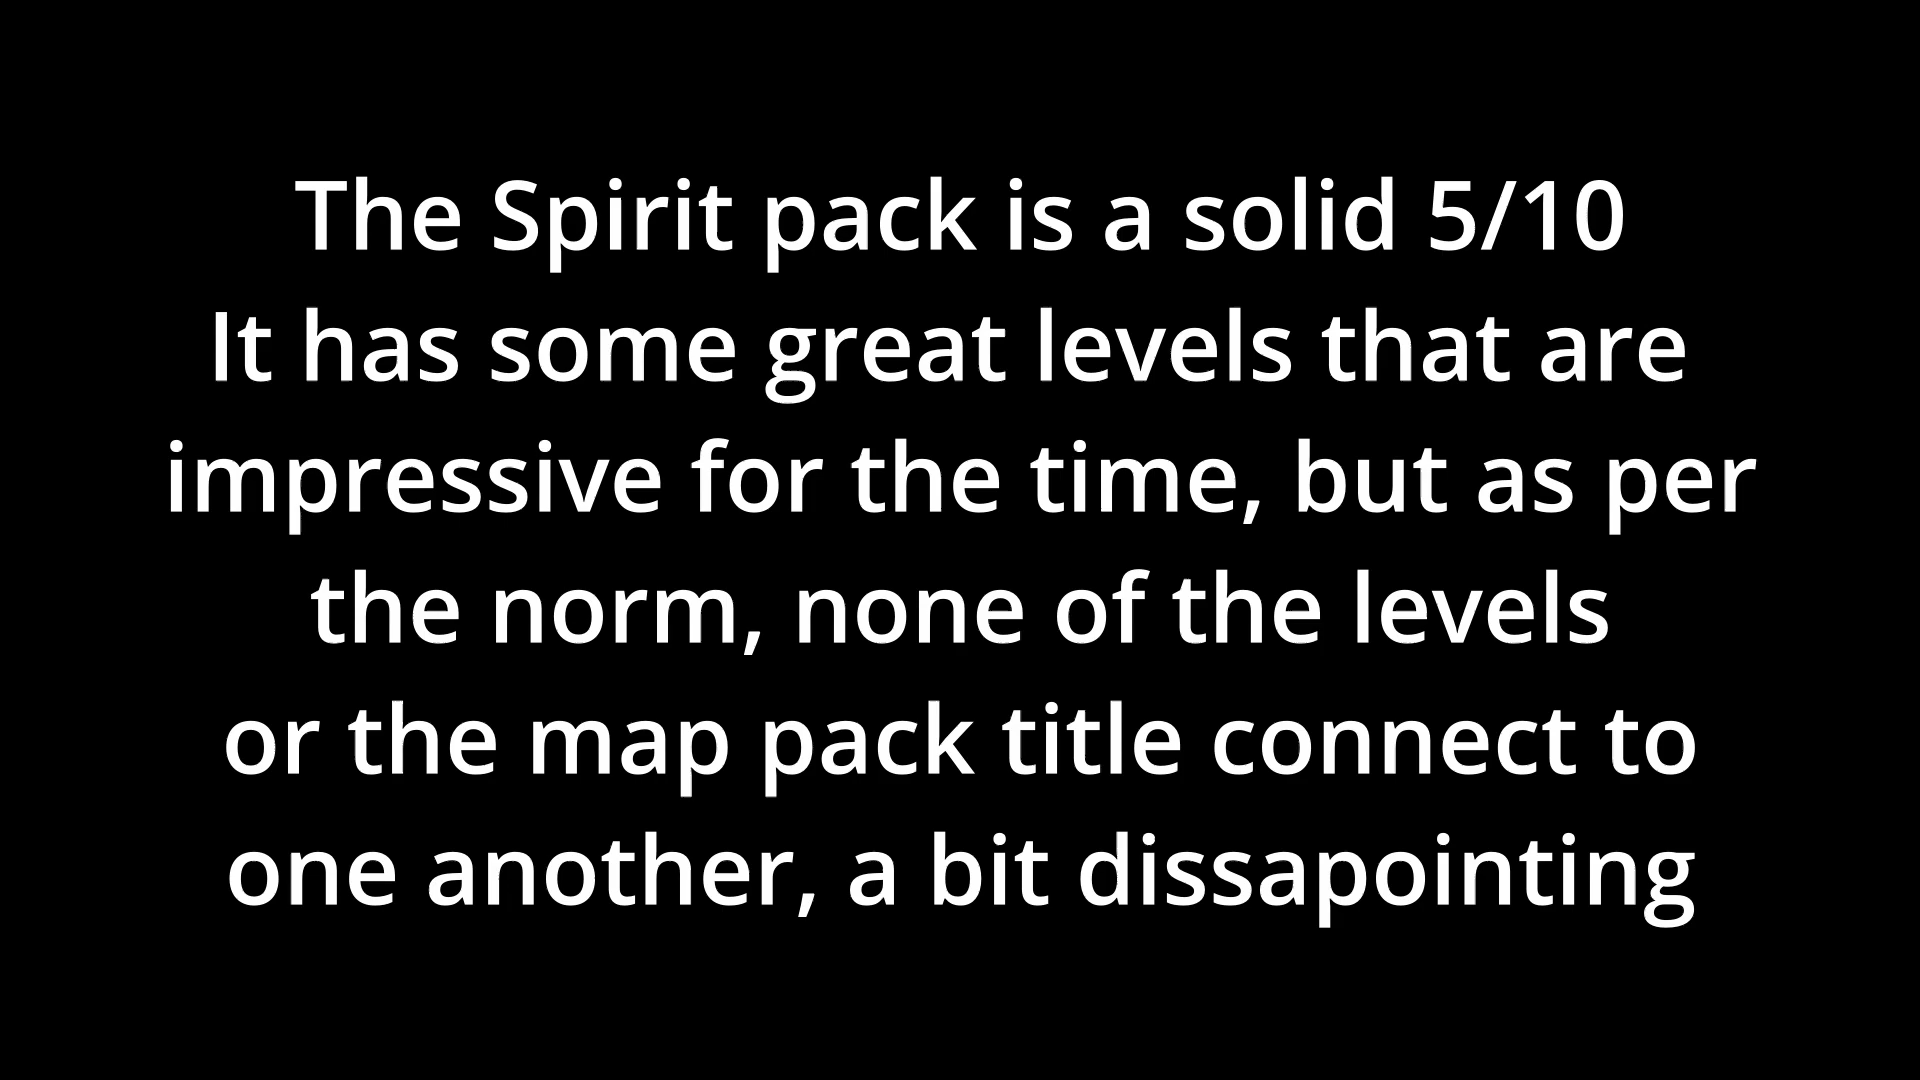 The Spirit pack is a solid 5/10
It has some great levels that are
impressive for the time, but as per
the norm, none of the levels
or the map pack title connect to
one another, a bit dissapointing